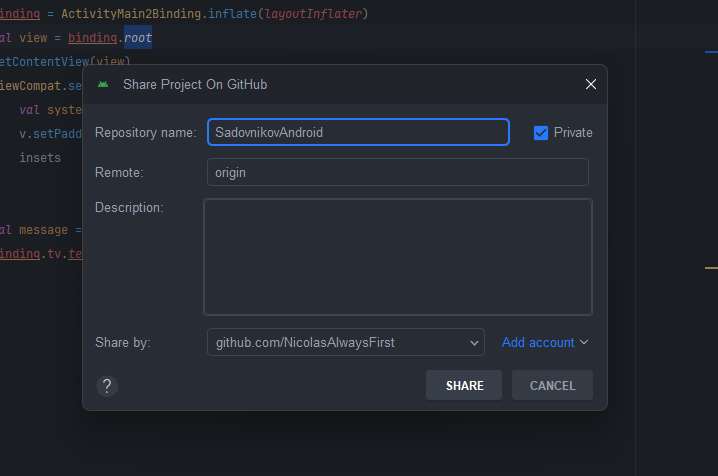 inding = ActivityMain2Binding.inflate(layoutInflater)
al view = binding.root
etContentView(view)
iewCompat.se
Share Project On GitHub
val syste
Repository name: SadovnikovAndroid Private
v.setPadd
insets
Remote: origin
Description:
al message =
inding.tv.te
Share by: github.com/NicolasAlwaysFirst Add account
? SHARE CANCEL